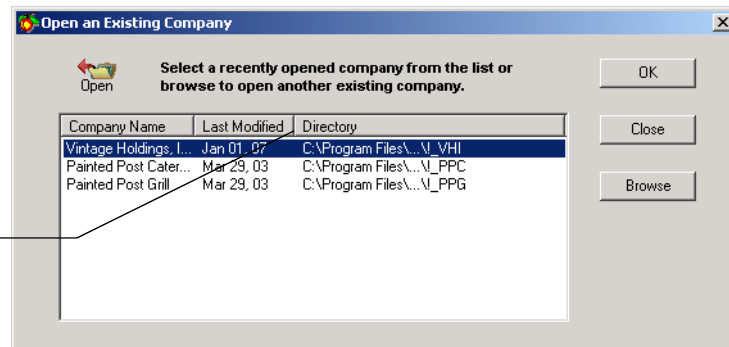 Open an Existing Company
Open
Select a recently opened company from the list or
browse to open another existing company.
OK
Close
Browse
Company Name Last Modified Directory
Vintage Holdings, I... Jan 01, 07 C:\Program Files\...\!_VHI
Painted Post Cater... Mar 29, 03 C:\Program Files\...\!_PPC
Painted Post Grill Mar 29, 03 C:\Program Files\...\!_PPG